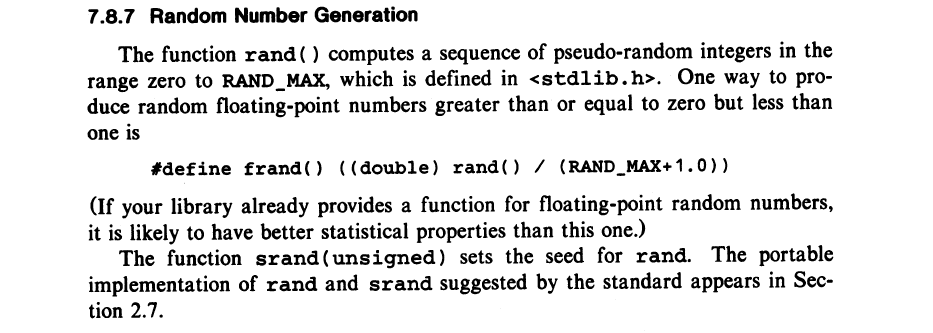 7.8.7 Random Number Generation
The function rand() computes a sequence of pseudo-random integers in the
range zero to RAND_MAX, which is defined in <stdlib.h>. One way to pro-
duce random floating-point numbers greater than or equal to zero but less than
one is
#define frand() ((double) rand() / (RAND_MAX+1.0))
(If your library already provides a function for floating-point random numbers,
it is likely to have better statistical properties than this one.)
The function srand(unsigned) sets the seed for rand. The portable
implementation of rand and srand suggested by the standard appears in Sec-
tion 2.7.